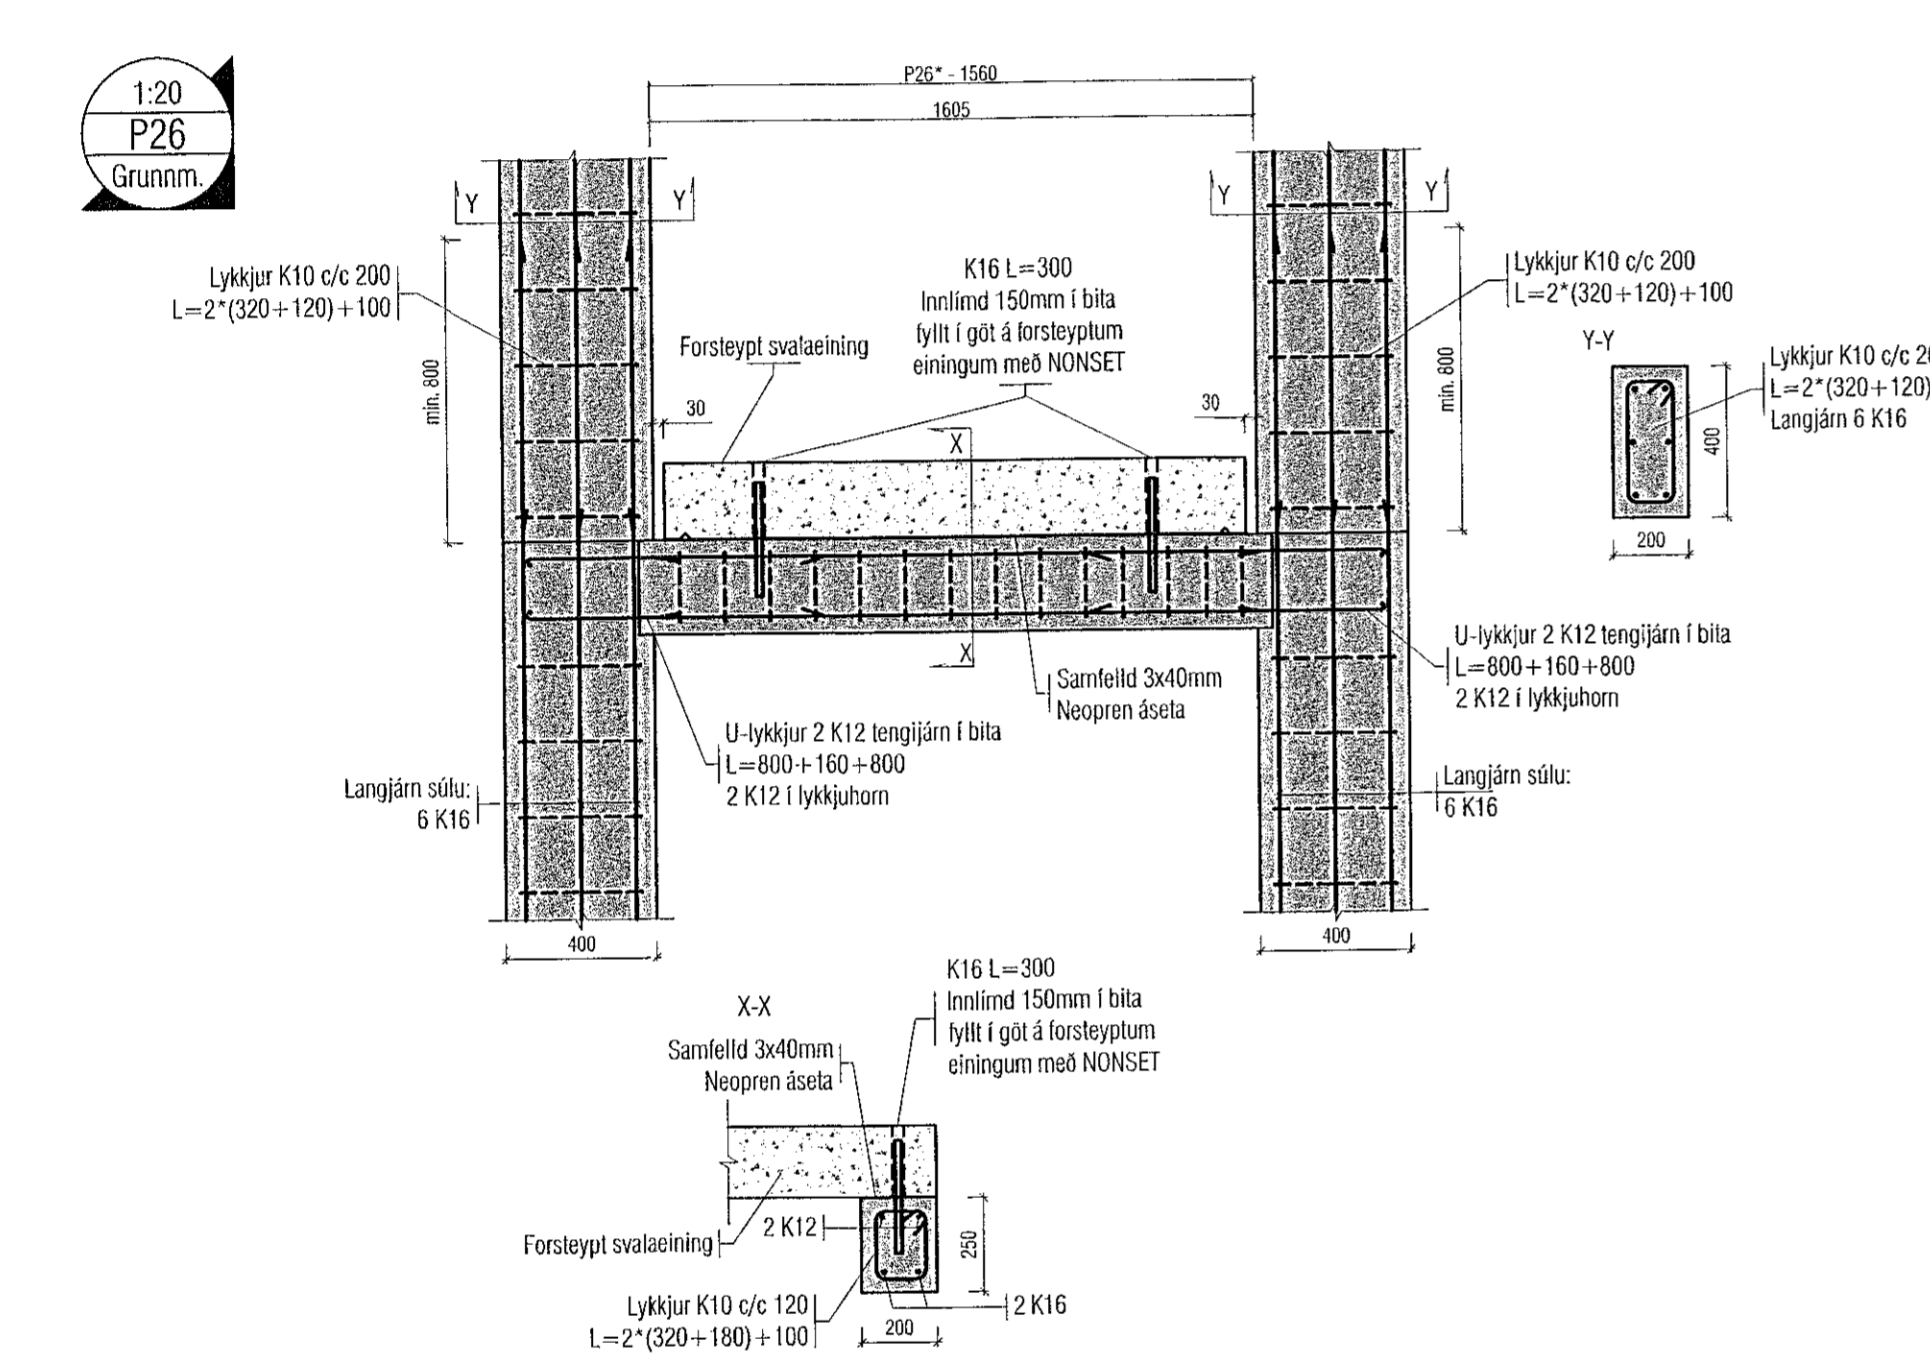 1:20
P26
Grunnm.
P26* - 1560
1605
Y
Y
Y
Y
Lykkjur K10 c/c 200
L=2*(320+120)+100
min. 800
Forsteypt svalaeining
K16 L=300
Innlímd 150mm í bita
fyllt í göt á forsteyptum
einingum með NONSET
30
30
X
X
Lykkjur K10 c/c 200
L=2*(320+120)+100
min. 800
Y-Y
Lykkjur K10 c/c
L=2*(320+120)
Langjárn 6 K16
400
200
U-lykkjur 2 K12 tengijárn í bita
L=800+160+800
2 K12 í lykkjuhorn
Samfelld 3x40mm
Neopren áseta
U-lykkjur 2 K12 tengijárn í bita
L=800+160+800
2 K12 í lykkjuhorn
Langjárn súlu:
6 K16
Langjárn súlu:
6 K16
400
400
X-X
K16 L=300
Innlímd 150mm í bita
fyllt í göt á forsteyptum
einingum með NONSET
Samfelld 3x40mm
Neopren áseta
2 K12
Forsteypt svalaeining
250
Lykkjur K10 c/c 120
L=2*(320+180)+100
2 K16
200